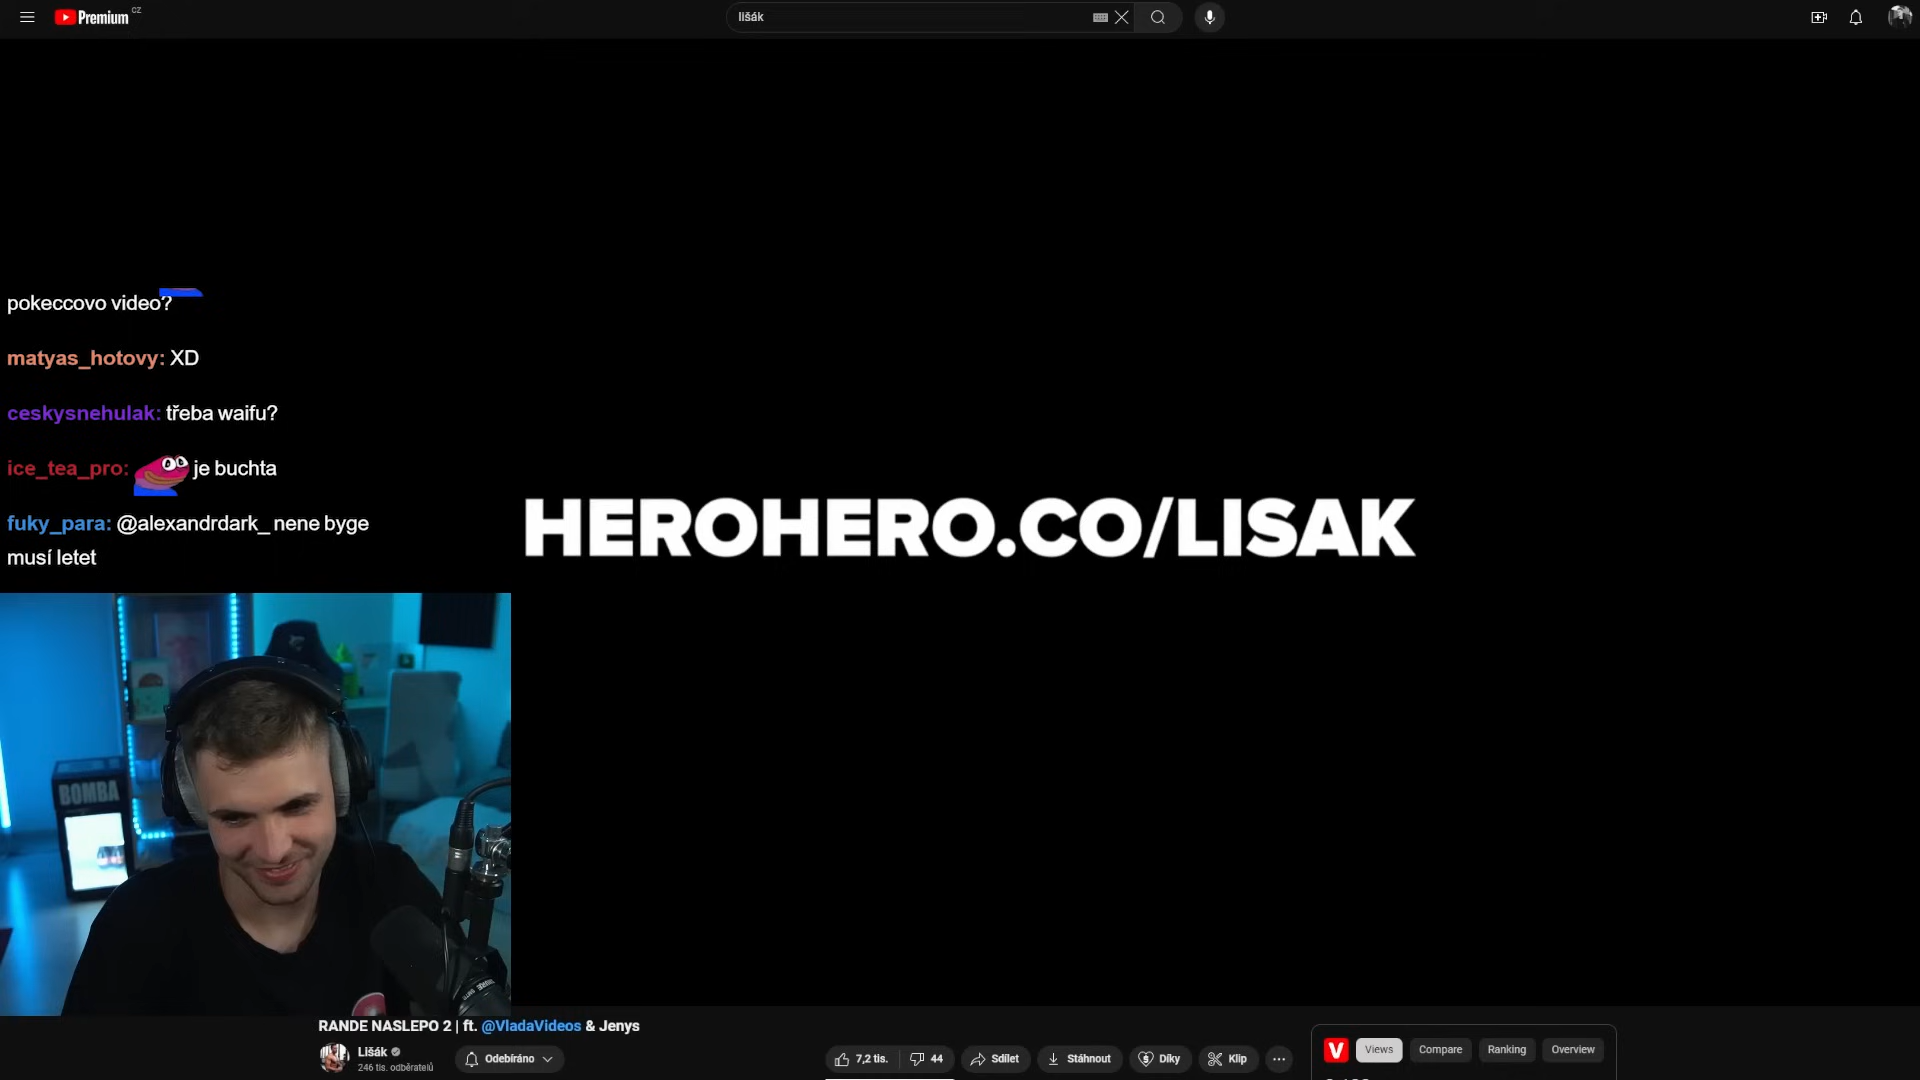 Premium CZ
lišák
pokeccovo video?
matyas_hotovy: XD
ceskysnehulak: třeba waifu?
ice_tea_pro: je buchta
fuky_para: @alexandrdark_ nene byge
musí letet
HEROHERO.CO/LISAK
BOMBA
RANDE NASLEPO 2 | ft. @VladaVideos & Jenys
Lišák
246 tis. odběratelů
Odebíráno
7,2 tis.
44
Sdílet
Stáhnout
Díky
Klip
V
Views
Compare
Ranking
Overview